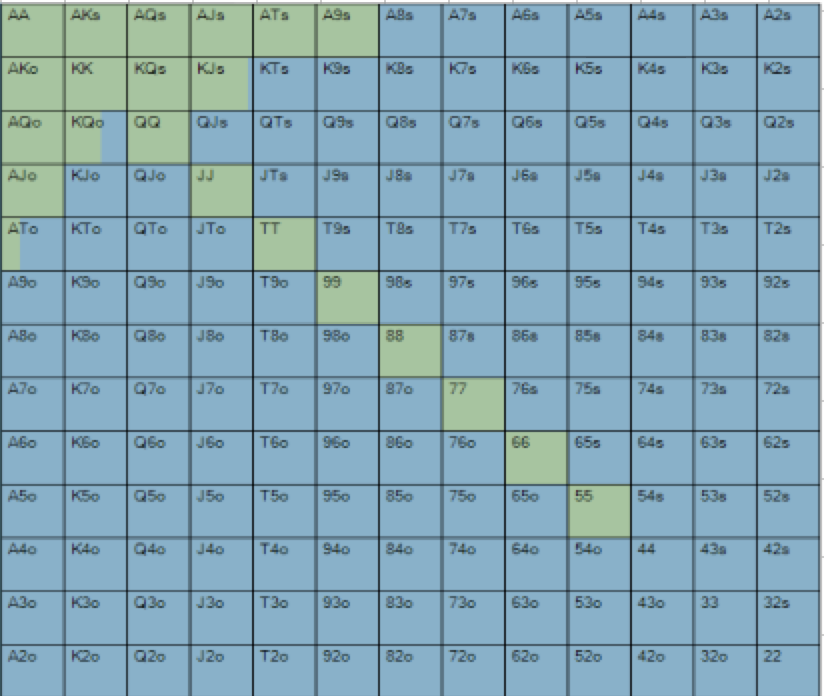 AA AKs AQs AJs ATs A9s A8s A7s A6s A5s A4s A3s A2s
AKo KK KQs KJs KTs K9s K8s K7s K6s K5s K4s K3s K2s
AQo KQo QQ QJs QTs Q9s Q8s Q7s Q6s Q5s Q4s Q3s Q2s
AJo KJo QJo JJ JTs J9s J8s J7s J6s J5s J4s J3s J2s
ATo KTo QTo JTo TT T9s T8s T7s T6s T5s T4s T3s T2s
A9o K9o Q9o J9o T9o 99 98s 97s 96s 95s 94s 93s 92s
A8o K8o Q8o J8o T8o 98o 88 87s 86s 85s 84s 83s 82s
A7o K7o Q7o J7o T7o 97o 87o 77 76s 75s 74s 73s 72s
A6o K6o Q6o J6o T6o 96o 86o 76o 66 65s 64s 63s 62s
A5o K5o Q5o J5o T5o 95o 85o 75o 65o 55 54s 53s 52s
A4o K4o Q4o J4o T4o 94o 84o 74o 64o 54o 44 43s 42s
A3o K3o Q3o J3o T3o 93o 83o 73o 63o 53o 43o 33 32s
A2o K2o Q2o J2o T2o 92o 82o 72o 62o 52o 42o 32o 22